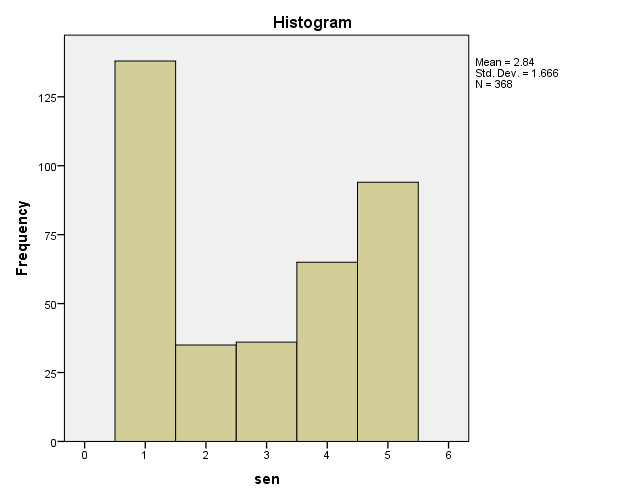 Histogram
Mean = 2.84
Std. Dev. = 1.666
N = 368
125
100
75
50
25
0
Frequency
0 1 2 3 4 5 6
sen